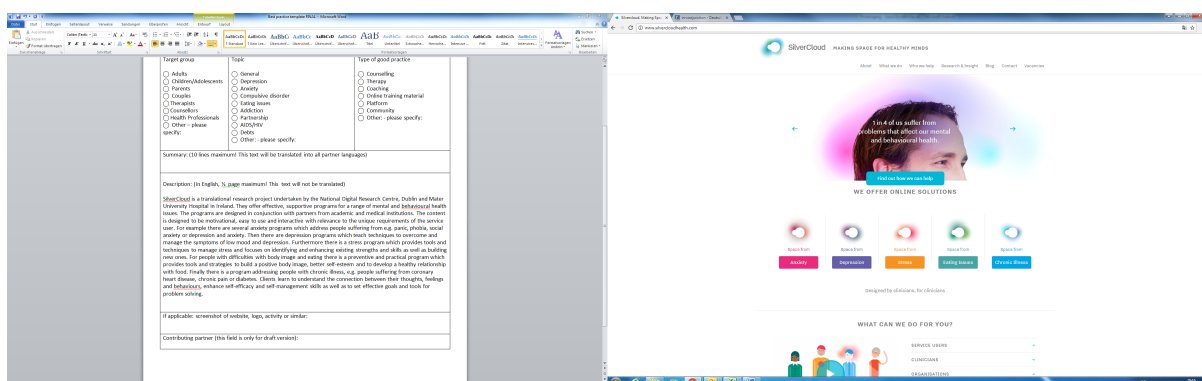 Best practice template FELLA - Microsoft Word
Datei Start Einfügen Seitenlayout Verweise Sendungen Überprüfen Ansicht Entwurf Layout
Target group Topic Type of good practice
Adults
Children/Adolescents
Parents
Couples
Therapists
Counsellors
Health Professionals
Other – please
specify:
General
Depression
Anxiety
Compulsive disorder
Eating issues
Addiction
Partnership
AIDS/HIV
Debts
Other: - please specify:
Counselling
Therapy
Coaching
Online training material
Platform
Community
Other: - please specify:
Summary: (10 lines maximum! This text will be translated into all partner languages)
Description: (In English, ½ page maximum! This text will not be translated)
SilverCloud is a translational research project undertaken by the National Digital Research Centre, Dublin and Mater
University Hospital in Ireland. They offer effective, supportive programs for a range of mental and behavioural health
issues. The programs are designed in conjunction with partners from academic and medical institutions. The content
is designed to be motivational, easy to use and interactive with relevance to the unique requirements of the service
user. For example there are several anxiety programs which address people suffering from e.g. panic, phobia, social
anxiety or depression and anxiety. Then there are depression programs which teach techniques to overcome and
manage the symptoms of low mood and depression. Furthermore there is a stress program which provides tools and
techniques to manage stress and focuses on identifying and enhancing existing strengths and skills as well as building
new ones. For people with difficulties with body image and eating there is a preventive and practical program which
provides tools and strategies to build a positive body image, better self-esteem and to develop a healthy relationship
with food. Finally there is a program addressing people with chronic illness, e.g. people suffering from coronary
heart disease, chronic pain or diabetes. Clients learn to understand the connection between their thoughts, feelings
and behaviours, enhance self-efficacy and self-management skills as well as to set effective goals and tools for
problem solving.
If applicable: screenshot of website, logo, activity or similar:
Contributing partner (this field is only for draft version):
www.silvercloudhealth.com
SilverCloud MAKING SPACE FOR HEALTHY MINDS
About What we do Who we help Research & Insight Blog Contact Vacancies
1 in 4 of us suffer from
problems that affect our mental
and behavioural health.
Find out how we can help
WE OFFER ONLINE SOLUTIONS
Space from Space from Space from Space from Space from
Anxiety Depression Stress Eating Issues Chronic Illness
Designed by clinicians, for clinicians
WHAT CAN WE DO FOR YOU?
SERVICE USERS
CLINICIANS
ORGANISATIONS